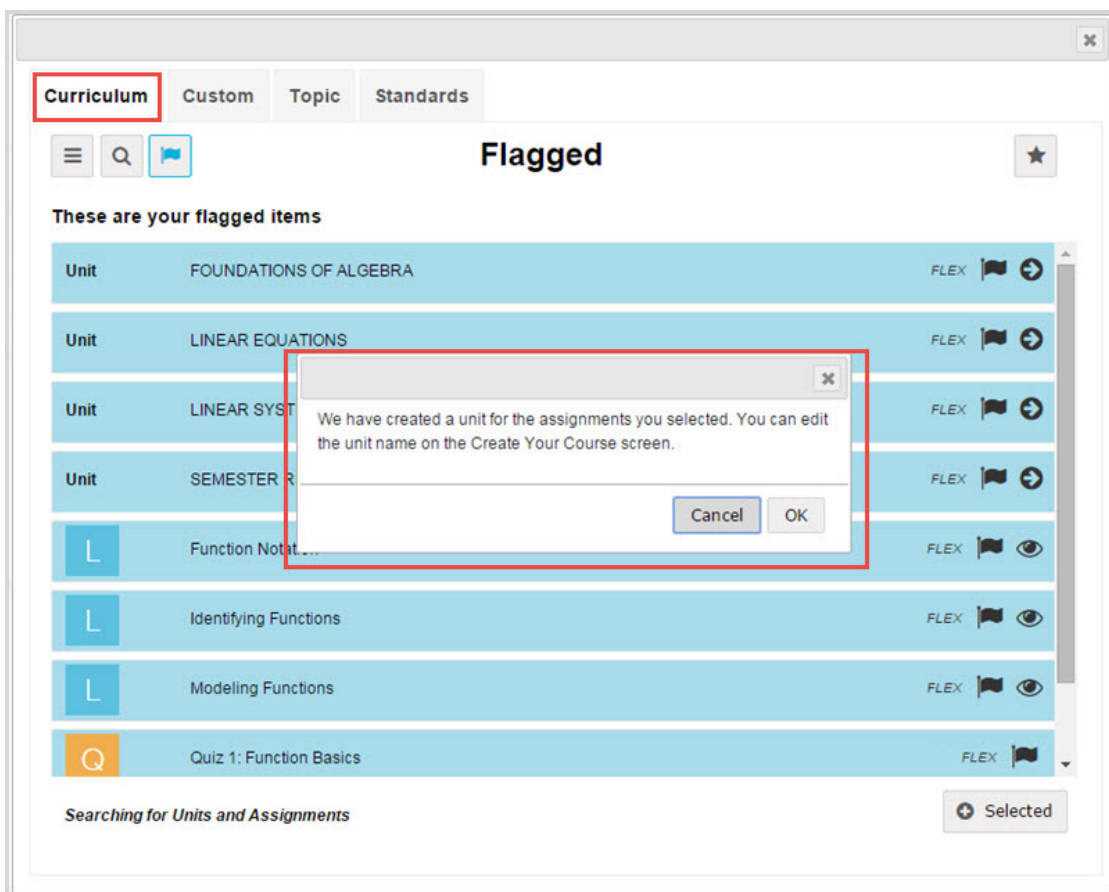 Curriculum Custom Topic Standards
Flagged
These are your flagged items
Unit FOUNDATIONS OF ALGEBRA FLEX
Unit LINEAR EQUATIONS FLEX
Unit LINEAR SYST FLEX
We have created a unit for the assignments you selected. You can edit
the unit name on the Create Your Course screen.
Unit SEMESTER R FLEX
Cancel OK
L Function FLEX
L Identifying Functions FLEX
L Modeling Functions FLEX
Q Quiz 1: Function Basics FLEX
Searching for Units and Assignments
Selected